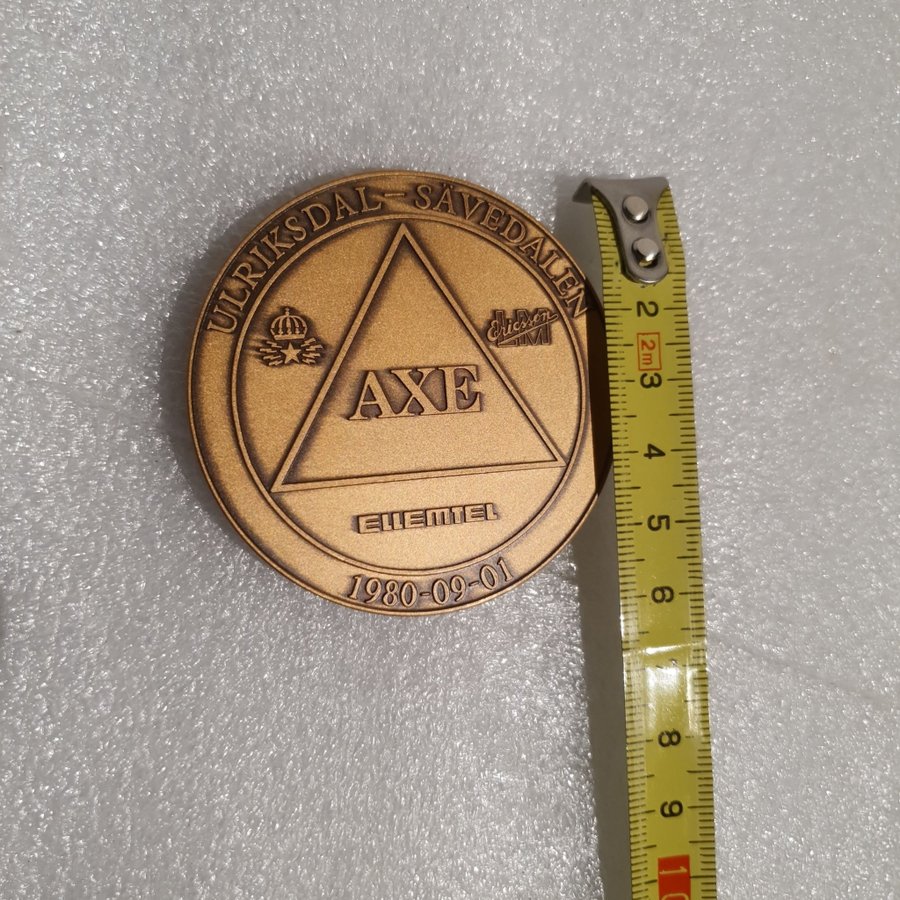 ULRIKSDAL – SÄVEDALEN
LM Ericsson
AXE
ELLEMTEL
1980-09-01
2
2m
3
4
5
6
7
8
9
10